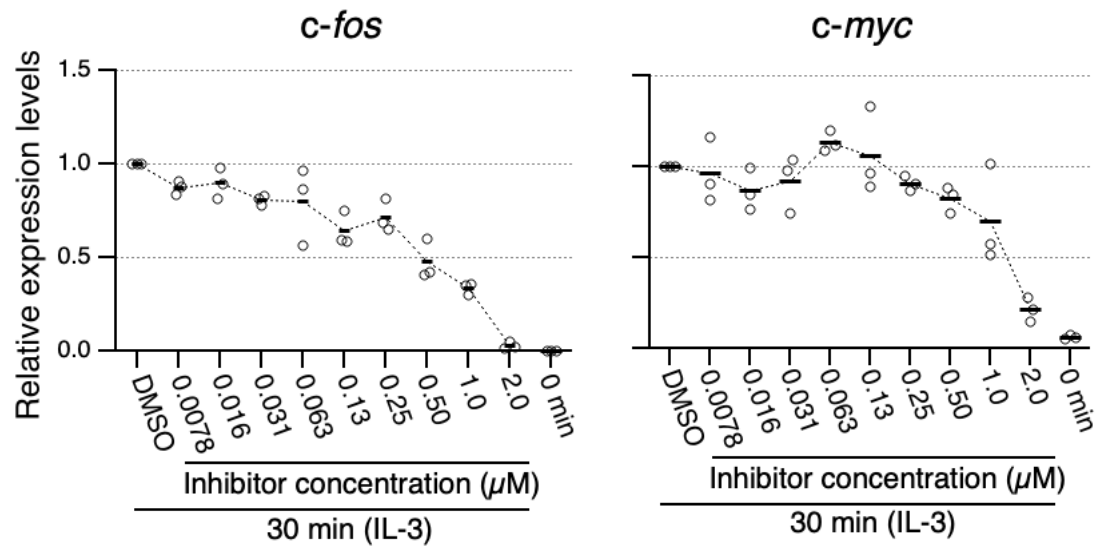 c-fos
c-myc
Relative expression levels
1.5
1.0
0.5
0.0
DMSO
0.0078
0.016
0.031
0.063
0.13
0.25
0.50
1.0
2.0
0 min
Inhibitor concentration (µM)
30 min (IL-3)
DMSO
0.0078
0.016
0.031
0.063
0.13
0.25
0.50
1.0
2.0
0 min
Inhibitor concentration (µM)
30 min (IL-3)